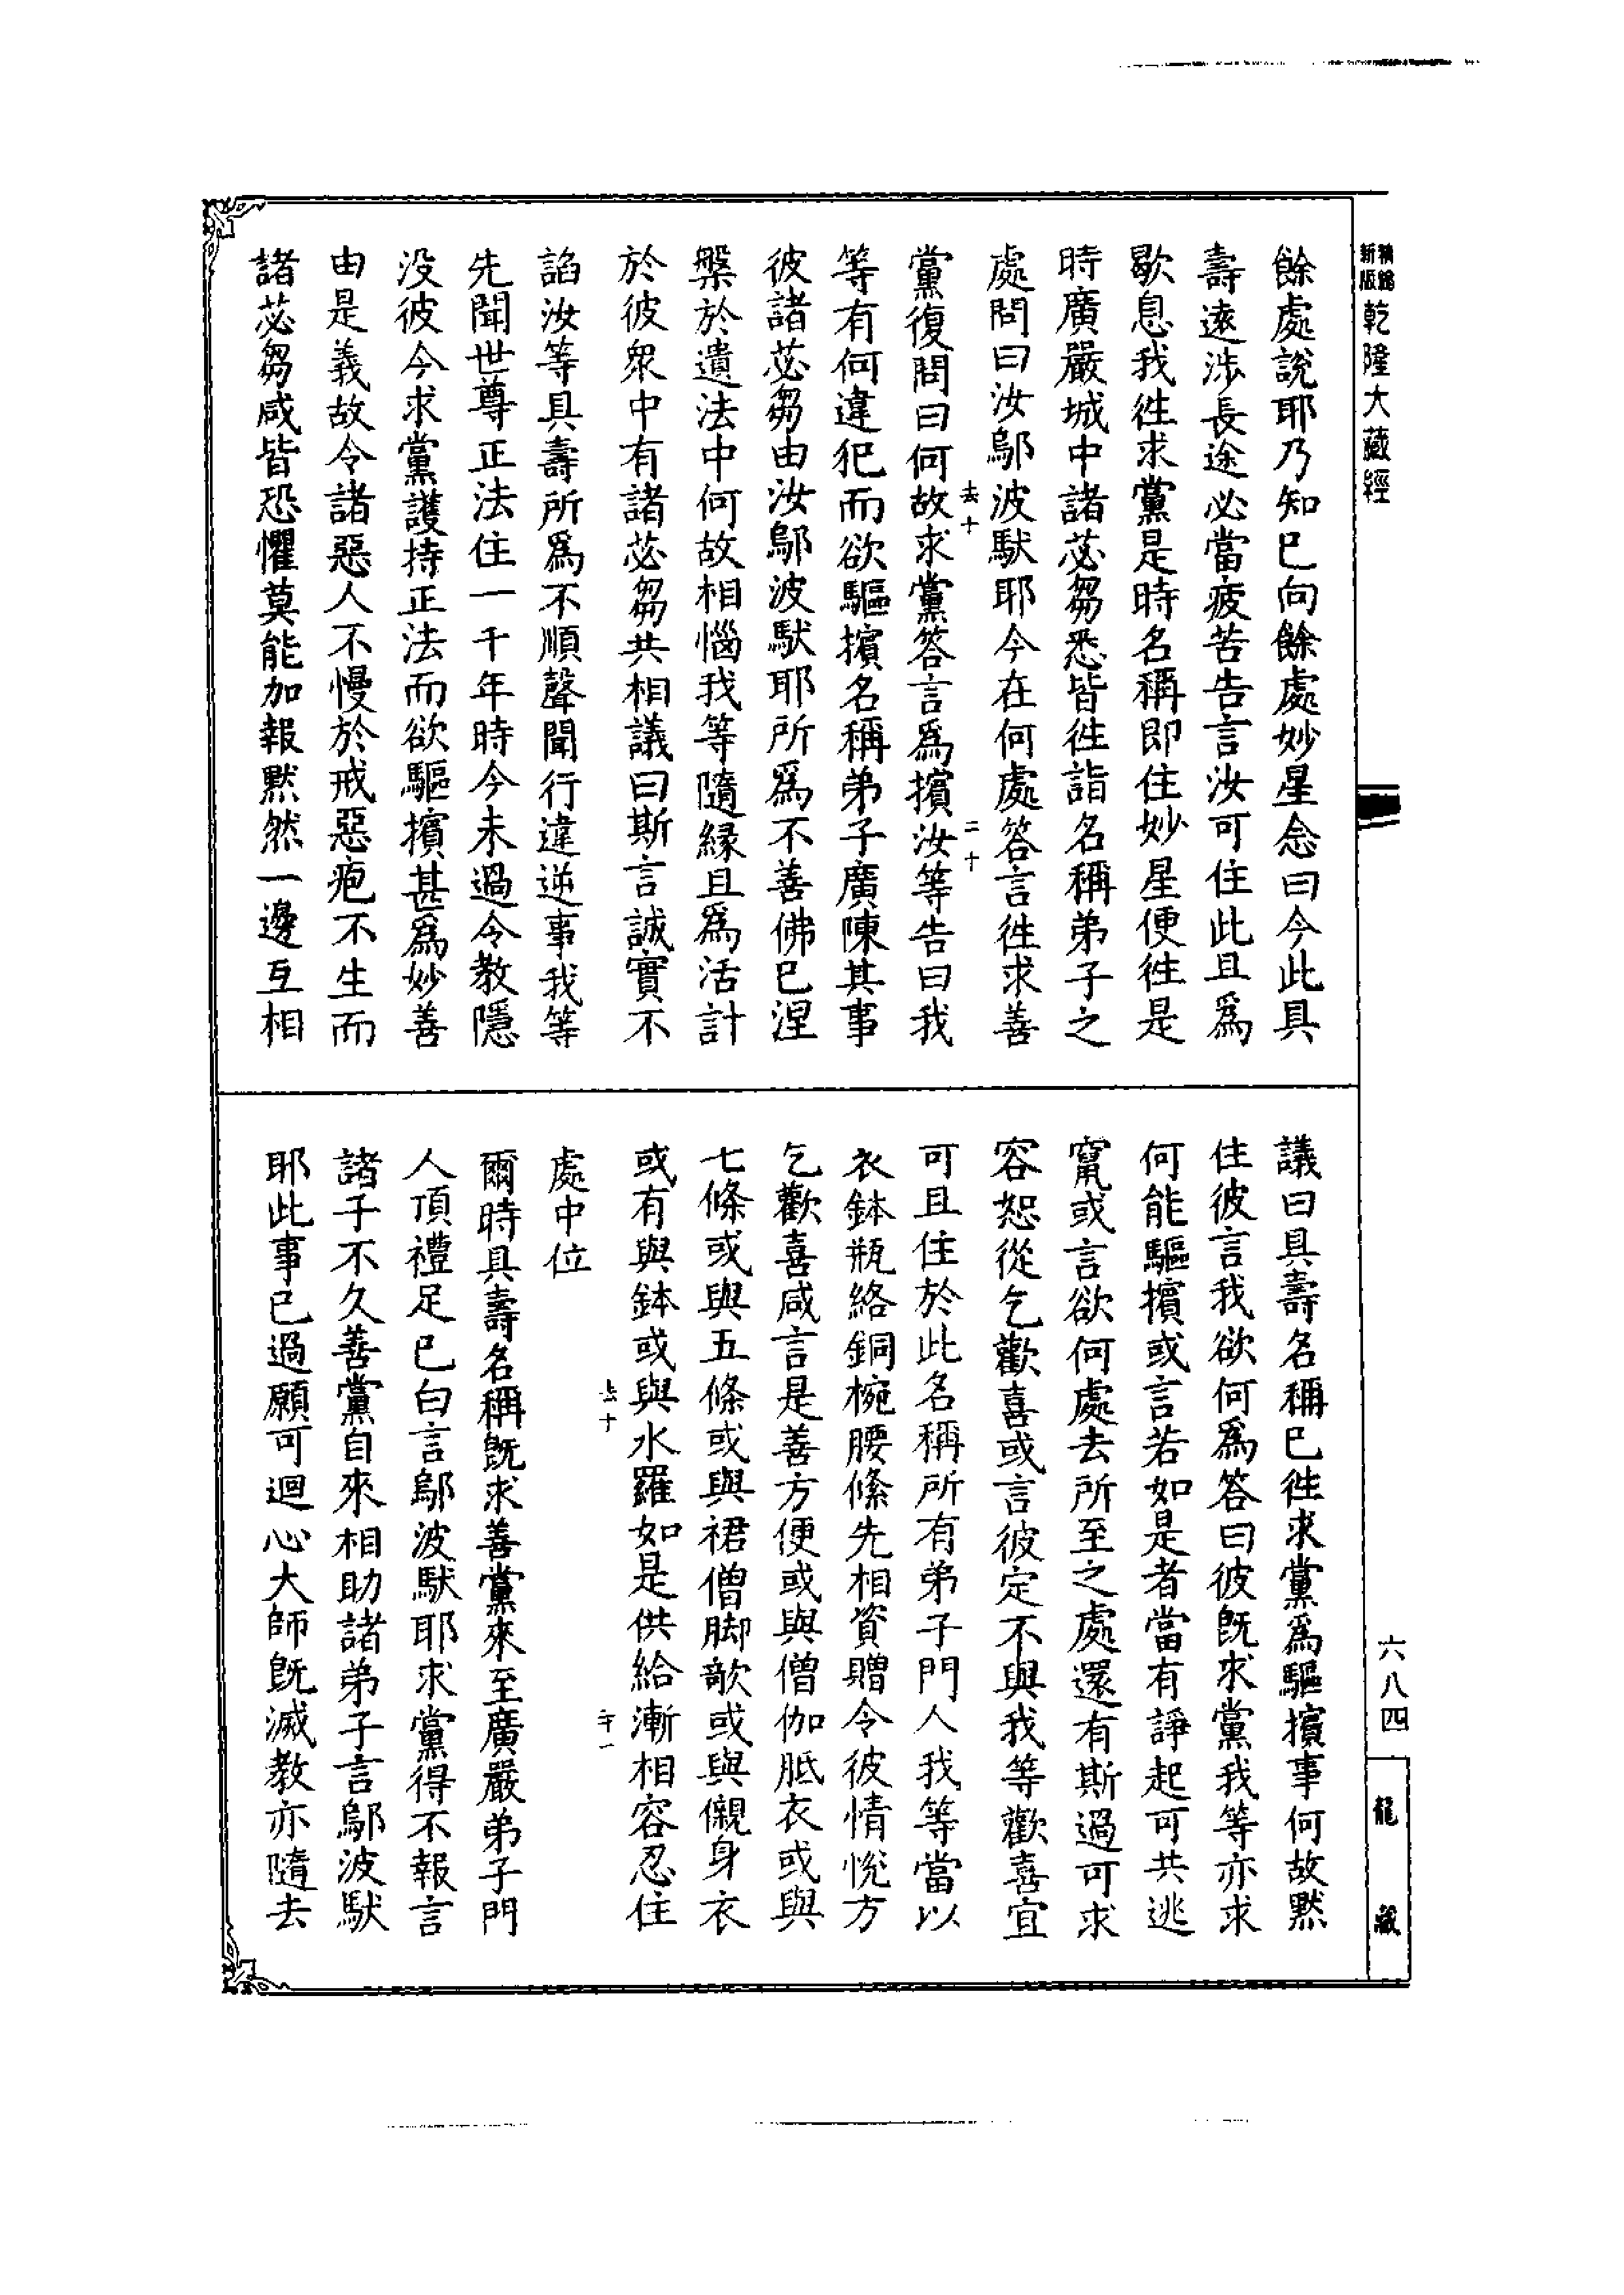 新版
精縮
乾隆大藏經
餘處說耶乃知已向餘處妙星念曰今此具
壽遠涉長途必當疲苦告言汝可住此且爲
歇息我徃求黨是時名稱即住妙星便徃是
時廣嚴城中諸苾芻悉皆徃詣名稱弟子之
處問曰汝鄔波馱耶今在何處答言徃求善
去十
二十
黨復問曰何故求黨答言爲擯汝等告曰我
等有何違犯而欲驅擯名稱弟子廣陳其事
彼諸苾芻由汝鄔波馱耶所爲不善佛已涅
槃於遺法中何故相惱我等隨緣且爲活計
於彼衆中有諸苾芻共相議曰斯言誠實不
諂汝等具壽所爲不順聲聞行違逆事我等
先聞世尊正法住一千年時今未過令教隱
没彼今求黨護持正法而欲驅擯甚爲妙善
由是義故令諸惡人不慢於戒惡疱不生而
諸苾芻咸皆恐懼莫能加報默然一邊互相
議曰具壽名稱已徃求黨爲驅擯事何故默
住彼言我欲何爲答曰彼旣求黨我等亦求
何能驅擯或言若如是者當有諍起可共逃
竄或言欲何處去所至之處還有斯過可求
容恕從乞歡喜或言彼定不與我等歡喜宜
可且住於此名稱所有弟子門人我等當以
衣鉢瓶絡銅椀腰絛先相資贈令彼情悅方
乞歡喜咸言是善方便或與僧伽胝衣或與
七條或與五條或與裙僧脚敧或與儭身衣
或有與鉢或與水羅如是供給漸相容忍住
去十
二十一
處中位
爾時具壽名稱旣求善黨來至廣嚴弟子門
人頂禮足已白言鄔波馱耶求黨得不報言
諸子不久善黨自來相助諸弟子言鄔波馱
耶此事已過願可迴心大師旣滅教亦隨去
六八四
龍藏